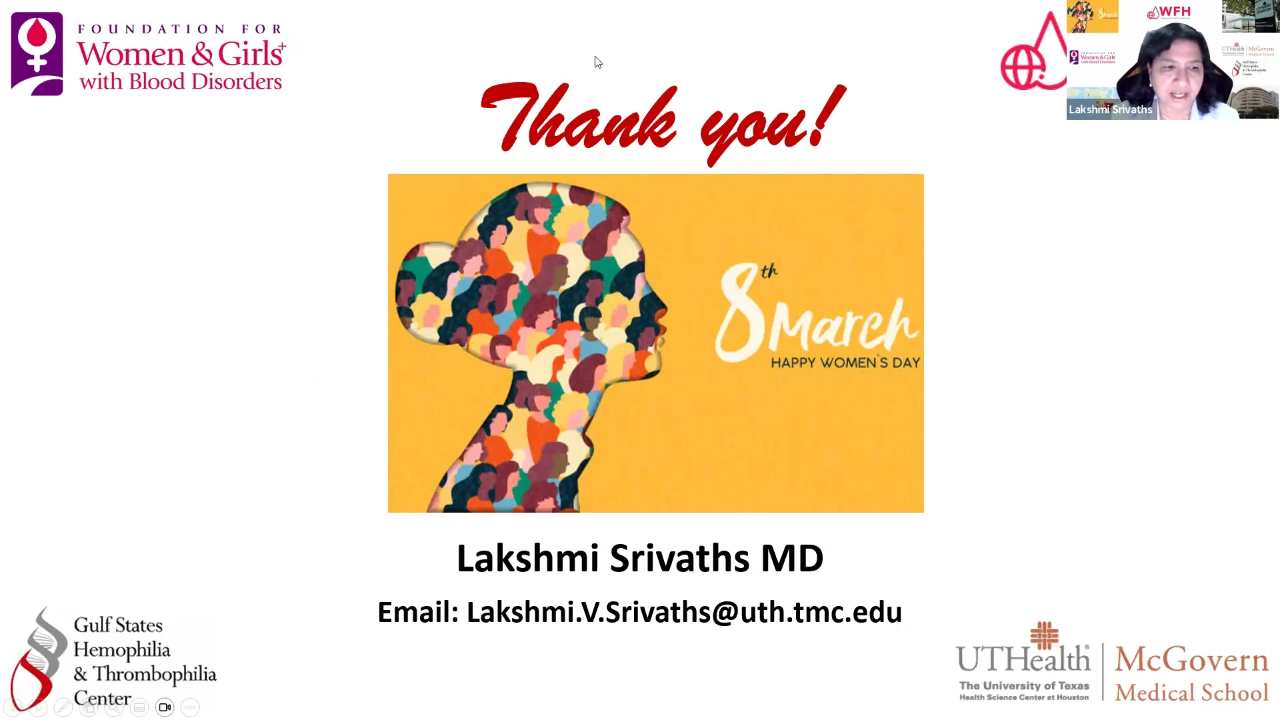 FOUNDATION FOR
Women & Girls+
with Blood Disorders
WFH
Lakshmi Srivaths
Thank you!
8th March
HAPPY WOMEN'S DAY
Lakshmi Srivaths MD
Email: Lakshmi.V.Srivaths@uth.tmc.edu
Gulf States
Hemophilia
& Thrombophilia
Center
UTHealth®
The University of Texas
Health Science Center at Houston
McGovern
Medical School